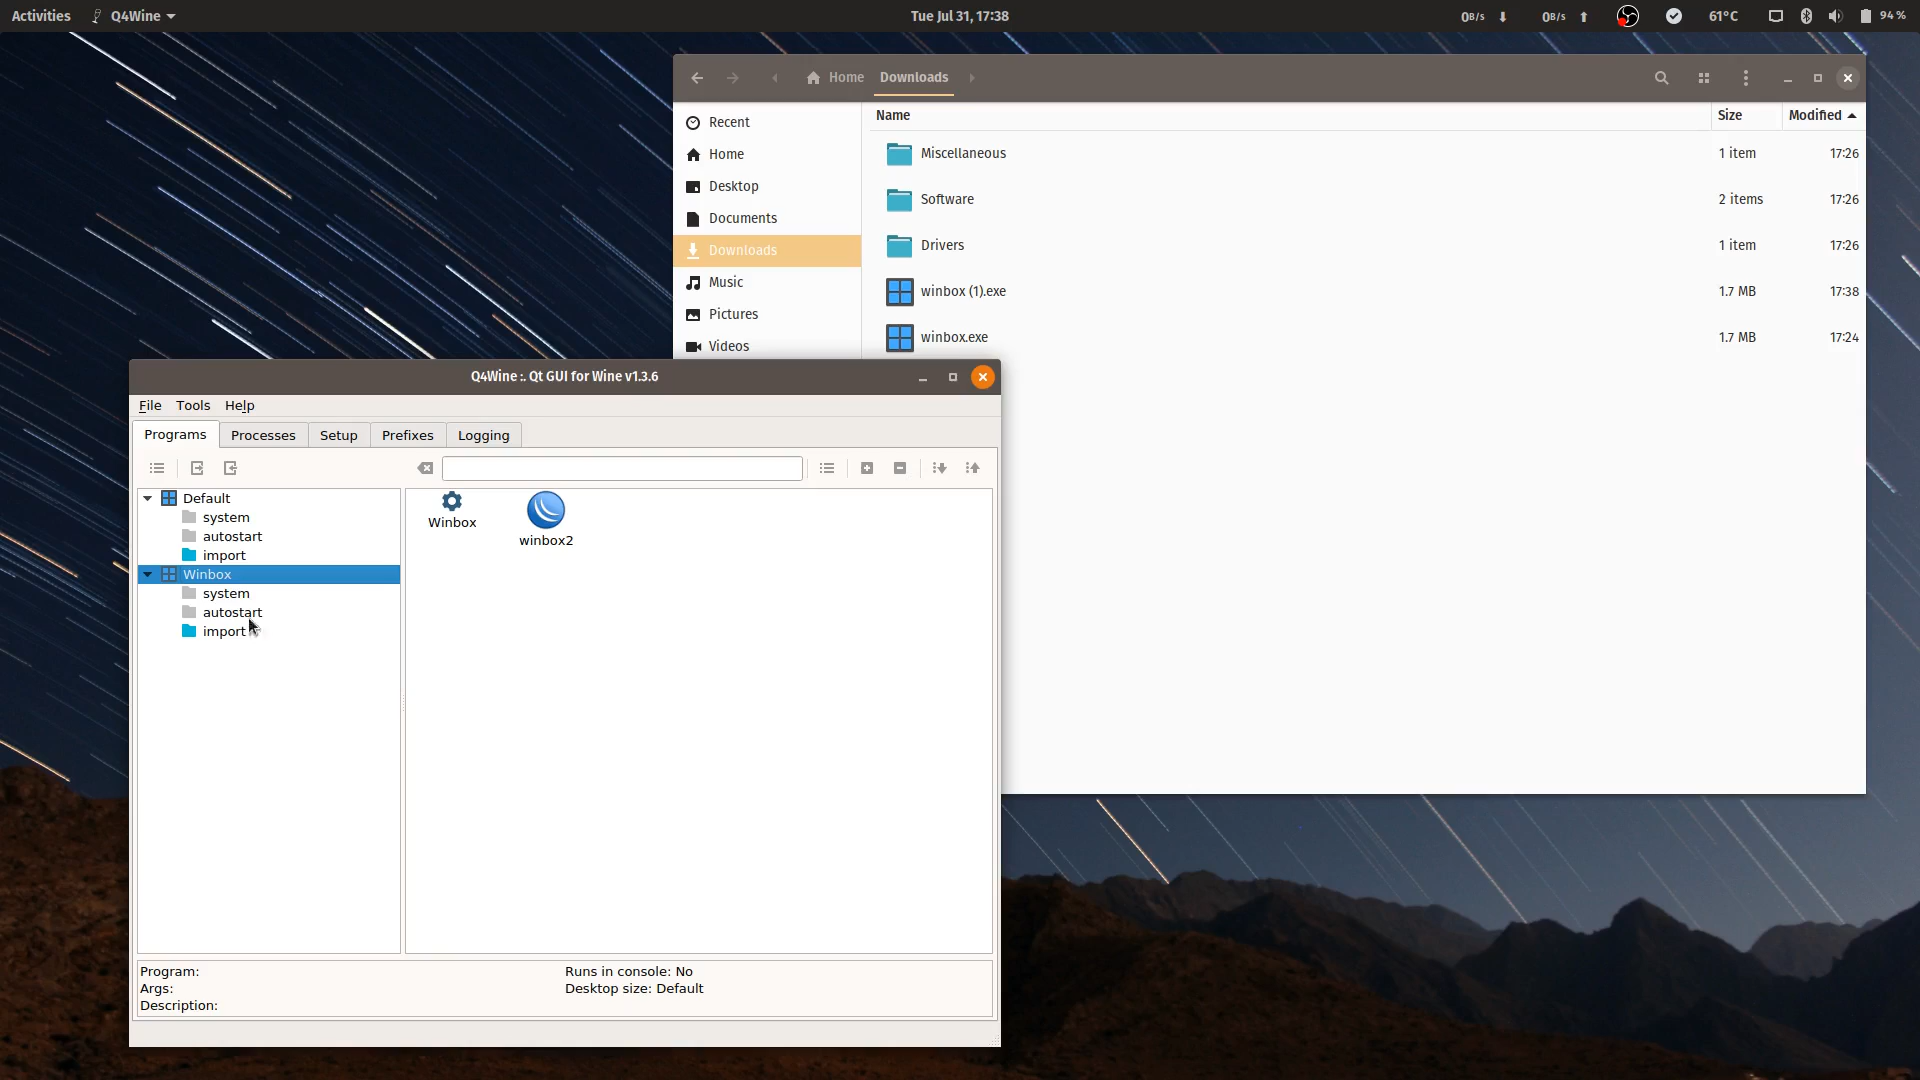 Activities
Q4Wine
Tue Jul 31, 17:38
0B/s
0B/s
61°C
94 %
Home
Downloads
Name
Size
Modified
Recent
Home
Desktop
Documents
Downloads
Music
Pictures
Videos
Miscellaneous
1 item
17:26
Software
2 items
17:26
Drivers
1 item
17:26
winbox (1).exe
1.7 MB
17:38
winbox.exe
1.7 MB
17:24
Q4Wine :. Qt GUI for Wine v1.3.6
File
Tools
Help
Programs
Processes
Setup
Prefixes
Logging
Default
system
autostart
import
Winbox
system
autostart
import
Winbox
winbox2
Program:
Args:
Description:
Runs in console: No
Desktop size: Default